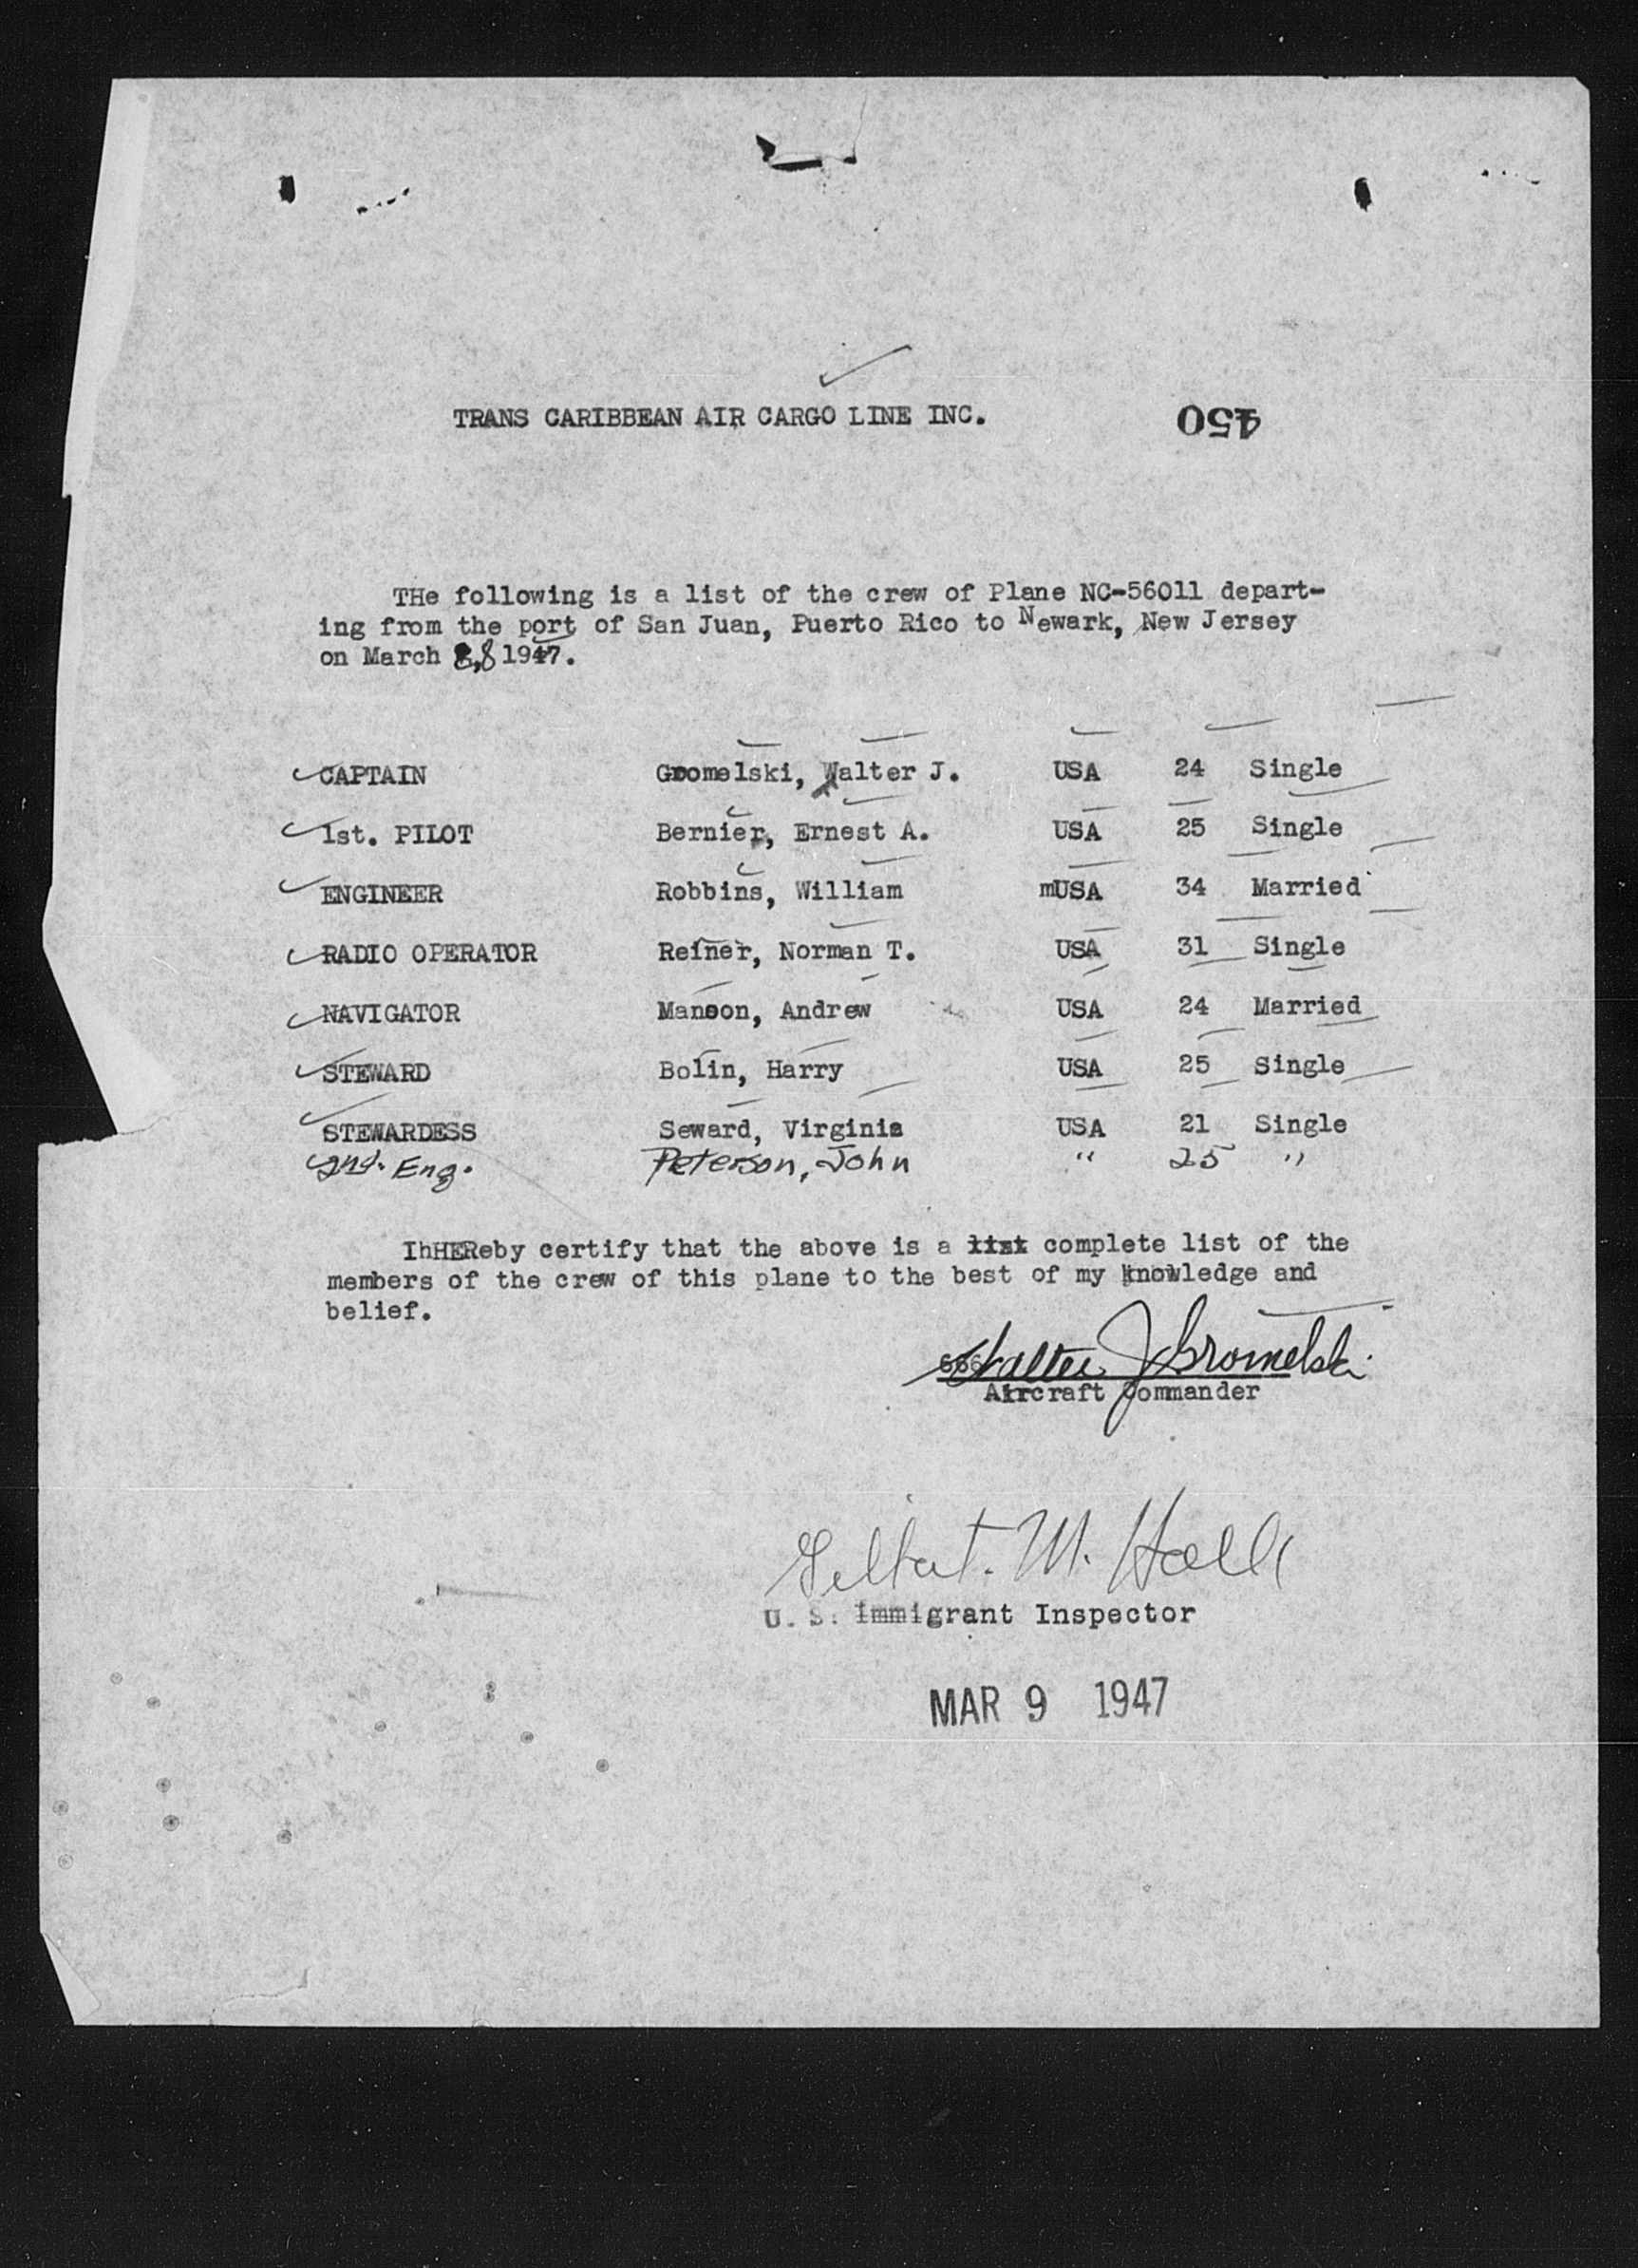 TRANS CARIBBEAN AIR CARGO LINE INC. 450
THe following is a list of the crew of Plane NC-56011 depart-
ing from the port of San Juan, Puerto Rico to Newark, New Jersey
on March 8,8 1947.
CAPTAIN Gromelski, Walter J. USA 24 Single
1st. PILOT Bernier, Ernest A. USA 25 Single
ENGINEER Robbins, William mUSA 34 Married
RADIO OPERATOR Reiner, Norman T. USA 31 Single
NAVIGATOR Manson, Andrew USA 24 Married
STEWARD Bolin, Harry USA 25 Single
STEWARDESS Seward, Virginia USA 21 Single
2nd. Eng. Peterson, John " 25 "
IhHEReby certify that the above is a list complete list of the
members of the crew of this plane to the best of my knowledge and
belief.
Walter J Gromelski
Aircraft Commander
M. Hall
U. S. Immigrant Inspector
MAR 9 1947